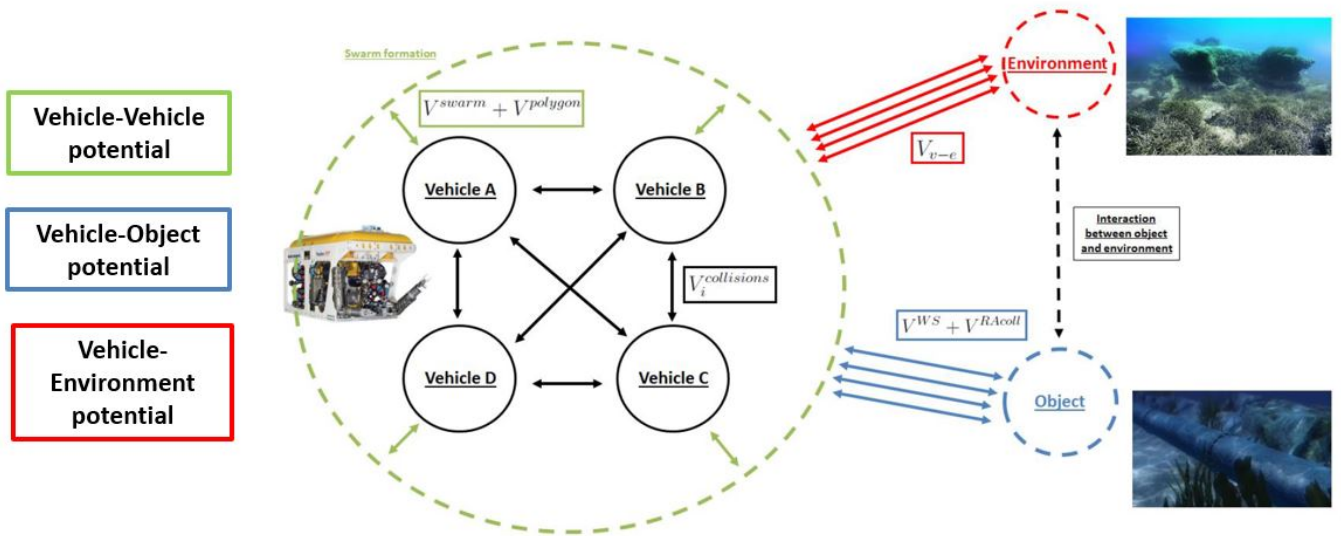 Vehicle-Vehicle
potential
Vehicle-Object
potential
Vehicle-
Environment
potential
Swarm formation
V^{swarm} + V^{polygon}
Vehicle A
Vehicle B
V_i^{collisions}
Vehicle D
Vehicle C
Environment
V_{v-e}
Interaction
between object
and environment
V^{WS} + V^{RAcoll}
Object